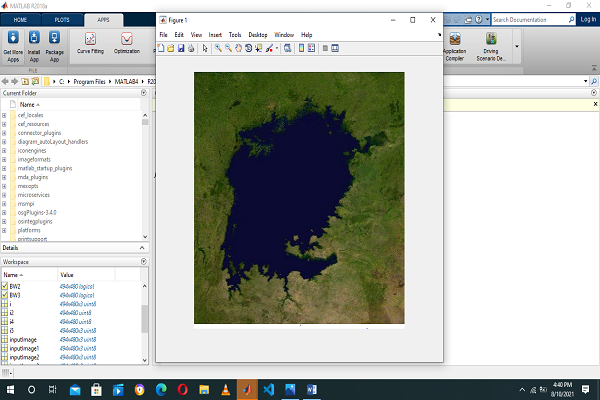 MATLAB R2018a
Figure 1
HOME PLOTS APPS
Search Documentation Log In
File Edit View Insert Tools Desktop Window Help
Get More Apps
Install App
Package App
Curve Fitting
Optimization
Application Compiler
Driving Scenario De...
FILE
C: Program Files MATLAB4
Current Folder
Name
cef_locales
cef_resources
connector_plugins
diagram_autoLayout_handlers
iconengines
imageformats
matlab_startup_plugins
mda_plugins
mexopts
microservices
msmpi
osgPlugins-3.4.0
osintegplugins
platforms
printsupport
Details
Workspace
Name Value
BW2 494x480 logical
BW3 494x480 logical
i 494x480x3 uint8
i2 494x480 uint8
i4 494x480 uint8
i5 494x480x3 uint8
inputImage 494x480x3 uint8
inputImage1 494x480x3 uint8
inputImage2 494x480x3 uint8
4:40 PM
8/10/2021